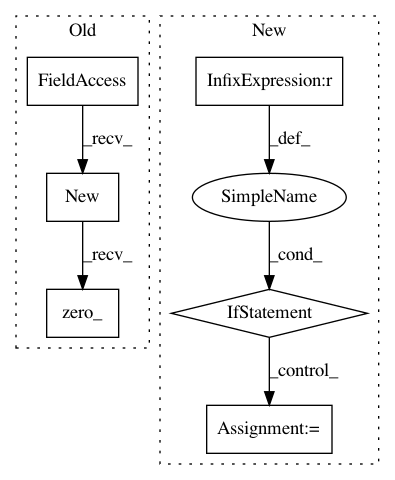 Old
FieldAccess
_recv_
New
_recv_
zero_
New
InfixExpression:r
_def_
SimpleName
_cond_
IfStatement
_control_
Assignment:=